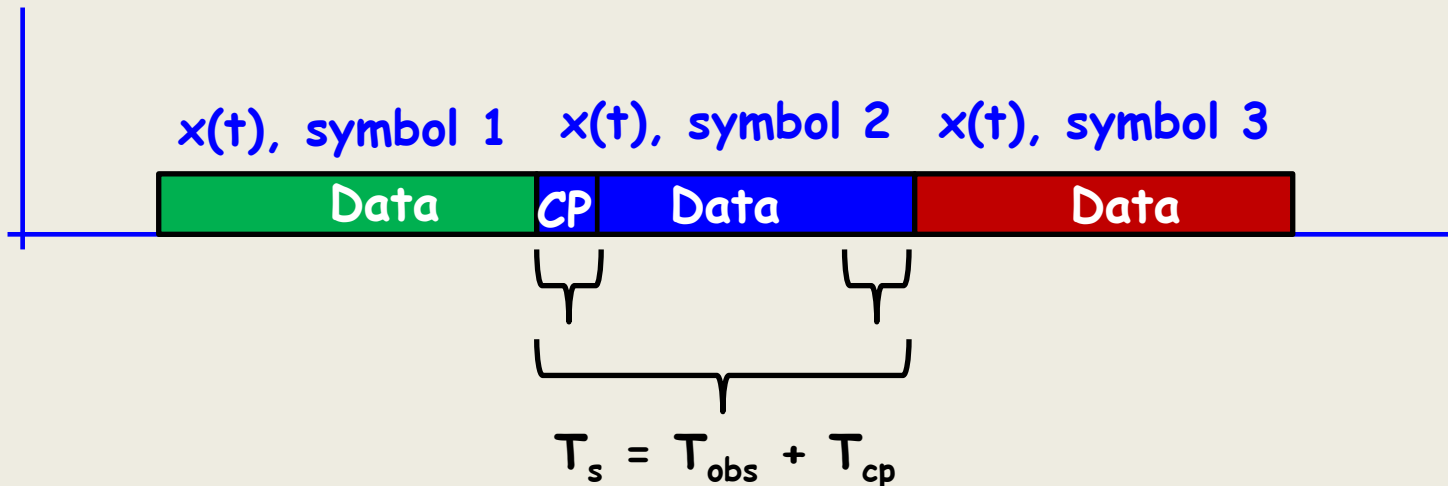 x(t), symbol 1 x(t), symbol 2 x(t), symbol 3
Data CP Data Data
Ts = Tobs + Tcp